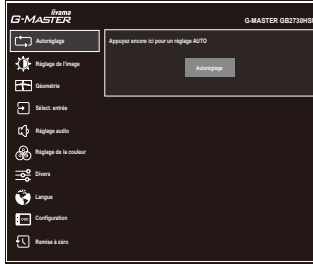 iiyama
G-MASTER
G-MASTER GB2730HSU
Autoréglage
Appuyez encore ici pour un réglage AUTO
Autoréglage
Réglage de l'image
Géométrie
Sélect. entrée
Réglage audio
Réglage de la couleur
Divers
Langue
OSD
Configuration
Remise à zéro